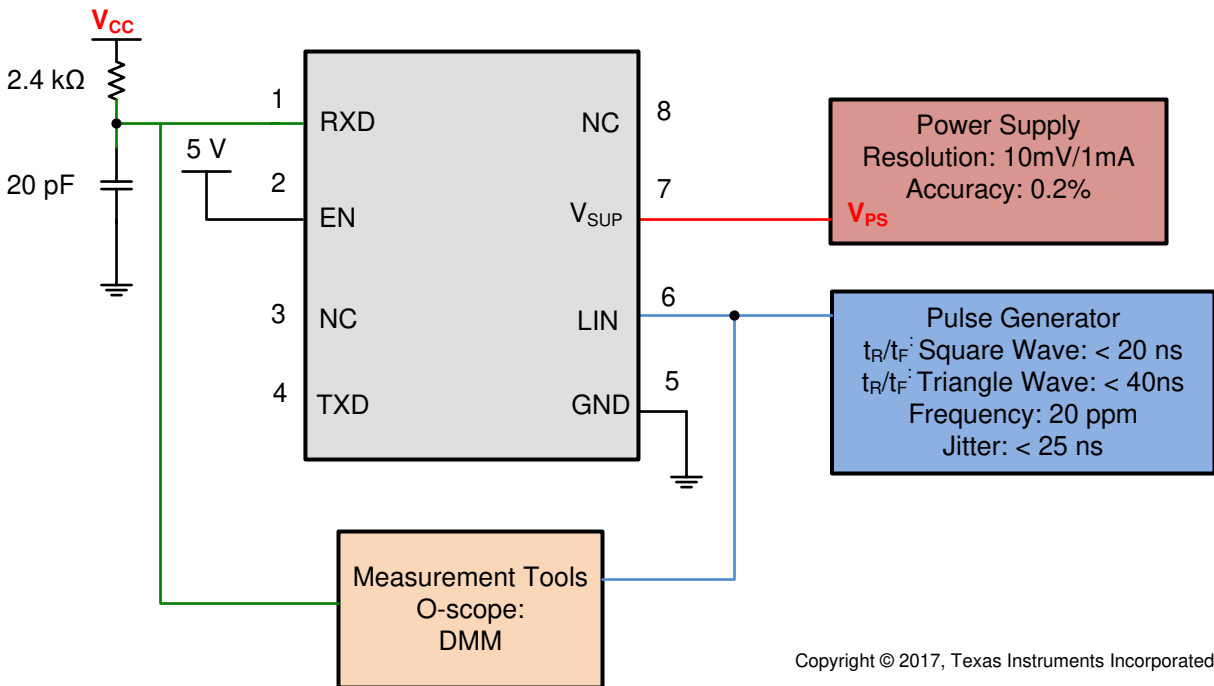 VCC
2.4 kΩ
20 pF
5 V
1
RXD
2
EN
3
NC
4
TXD
NC
8
VSUP
7
LIN
6
GND
5
Power Supply
Resolution: 10mV/1mA
Accuracy: 0.2%
VPS
Pulse Generator
tR/tF: Square Wave: < 20 ns
tR/tF: Triangle Wave: < 40ns
Frequency: 20 ppm
Jitter: < 25 ns
Measurement Tools
O-scope:
DMM
Copyright © 2017, Texas Instruments Incorporated